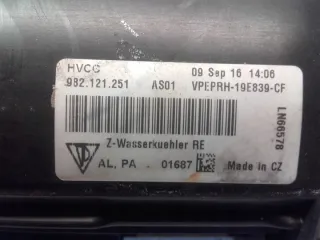 HVCC 09 Sep 16 14:06
982.121.251 AS01 VPEPRH-19E839-CF
LN66578
Z-Wasserkuehler RE
AL, PA. 01687 Made in CZ